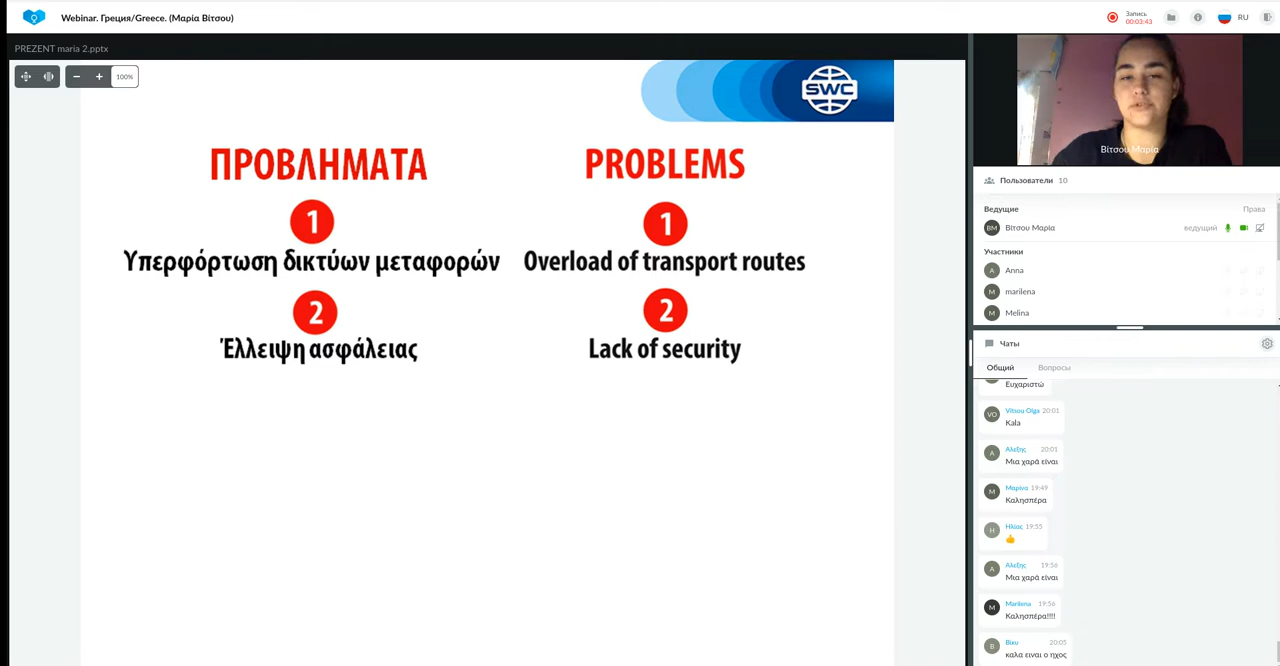 Webinar. Греция/Greece. (Μαρία Βίτσου)
Запись
00:03:43
RU
PREZENT maria 2.pptx
100%
SWC
ΠΡΟΒΛΗΜΑΤΑ
1
Υπερφόρτωση δικτύων μεταφορών
2
Έλλειψη ασφάλειας
PROBLEMS
1
Overload of transport routes
2
Lack of security
Βίτσου Μαρία
Пользователи 10
Ведущие Права
ВМ Βίτσου Μαρία ведущий
Участники
A Anna
M marilena
M Melina
Чаты
Общий Вопросы
Ευχαριστώ
VO Vitsou Olga 20:01
Kala
A Αλεξης 20:01
Μια χαρά είναι
M Μαρίνα 19:49
Καλησπέρα
Η Ηλίας 19:55
👍
A Αλεξης 19:56
Μια χαρά είναι
M Marilena 19:56
Καλησπέρα!!!!
B Βίκυ 20:05
καλα ειναι ο ηχος